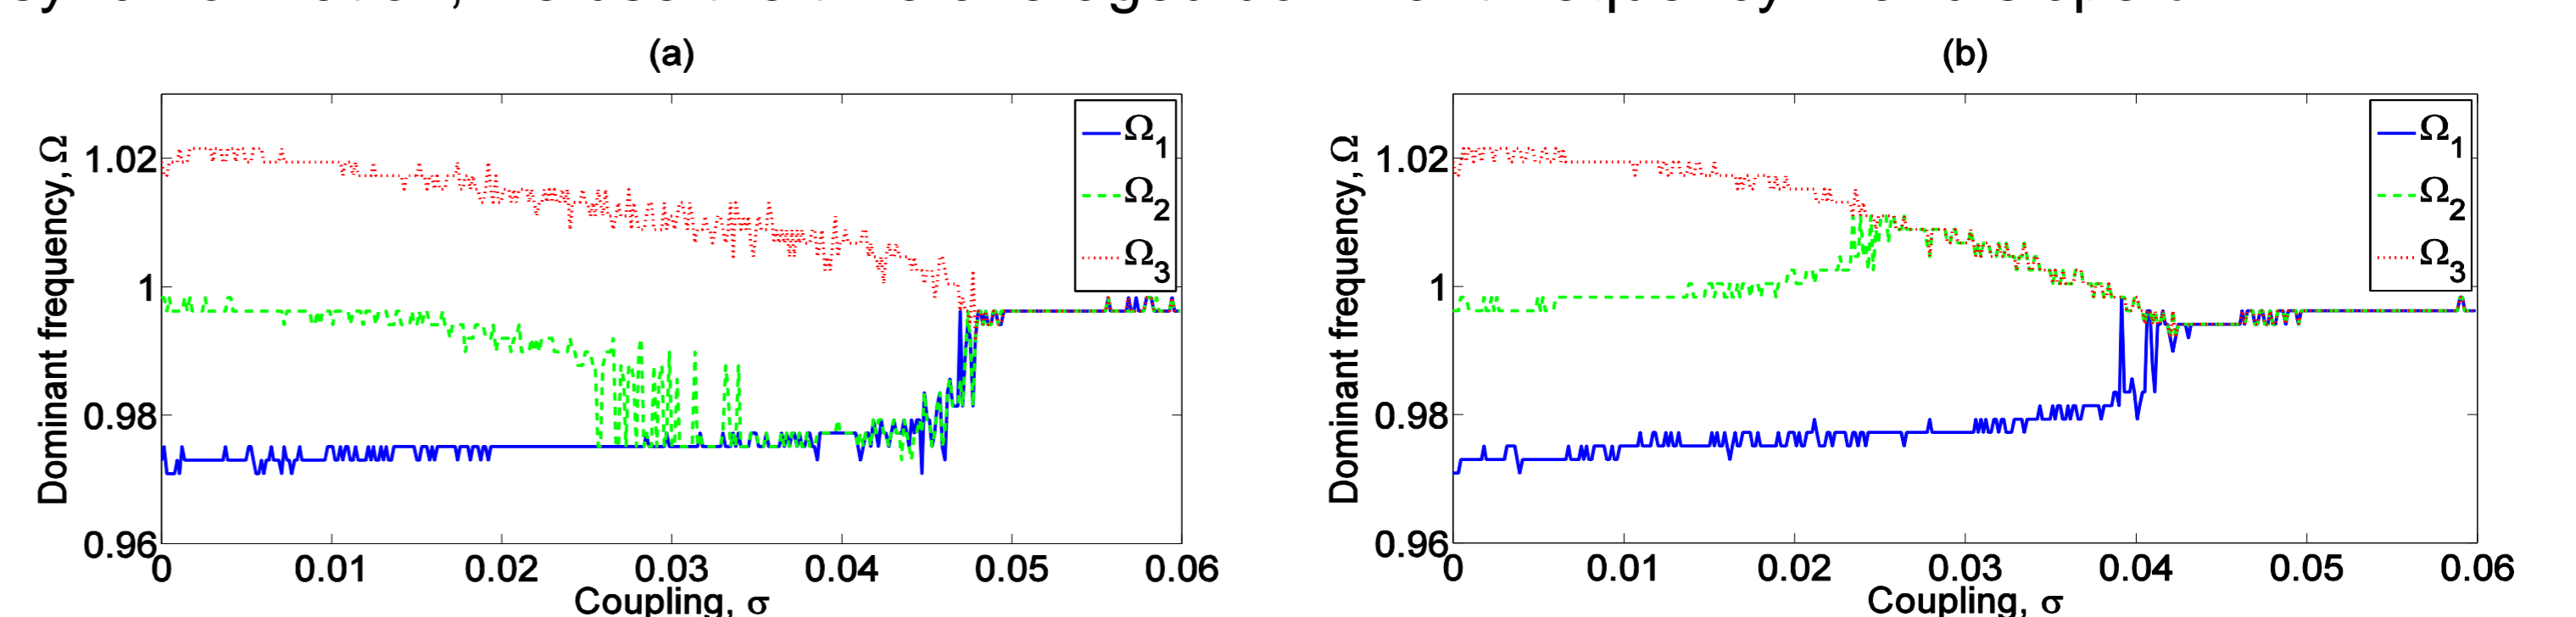 (a)
(b)
Dominant frequency, Ω
1.02
1
0.98
0.96
0
0.01
0.02
0.03
0.04
0.05
0.06
Coupling, σ
Ω1
Ω2
Ω3
Dominant frequency, Ω
1.02
1
0.98
0.96
0
0.01
0.02
0.03
0.04
0.05
0.06
Coupling, σ
Ω1
Ω2
Ω3